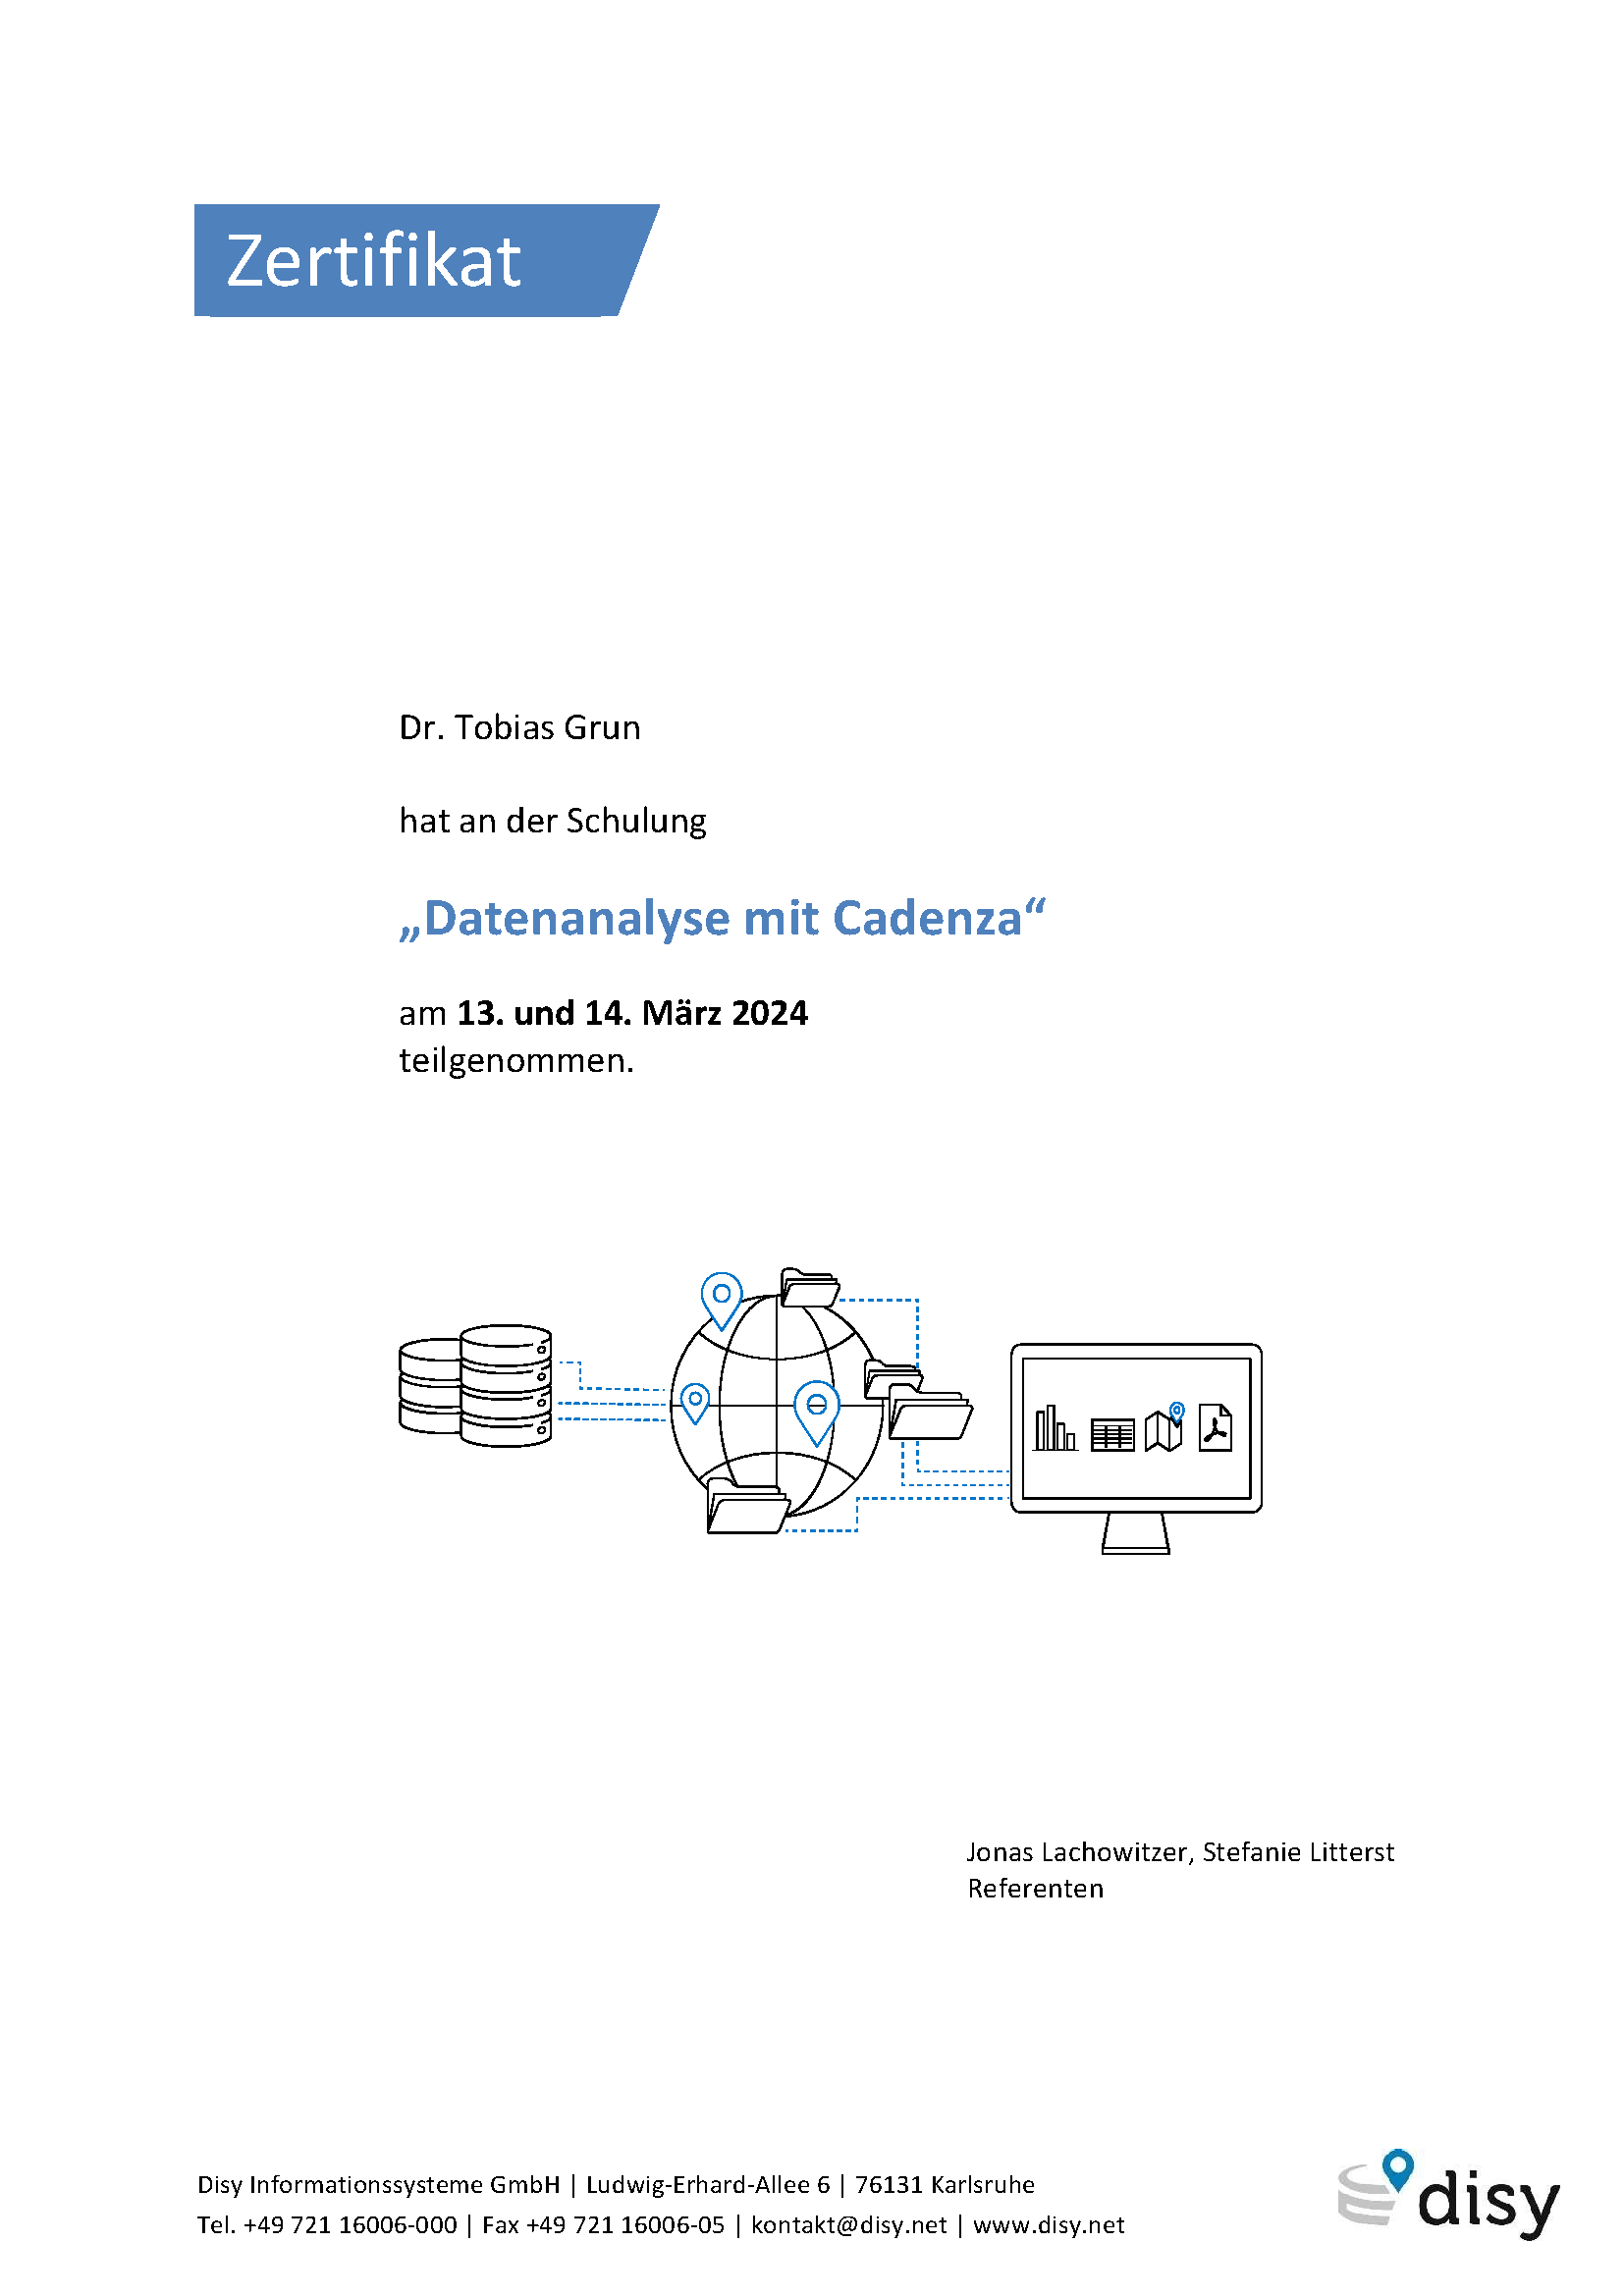 Zertifikat
Dr. Tobias Grun
hat an der Schulung
„Datenanalyse mit Cadenza“
am 13. und 14. März 2024
teilgenommen.
Jonas Lachowitzer, Stefanie Litterst
Referenten
Disy Informationssysteme GmbH | Ludwig-Erhard-Allee 6 | 76131 Karlsruhe
Tel. +49 721 16006-000 | Fax +49 721 16006-05 | kontakt@disy.net | www.disy.net
disy